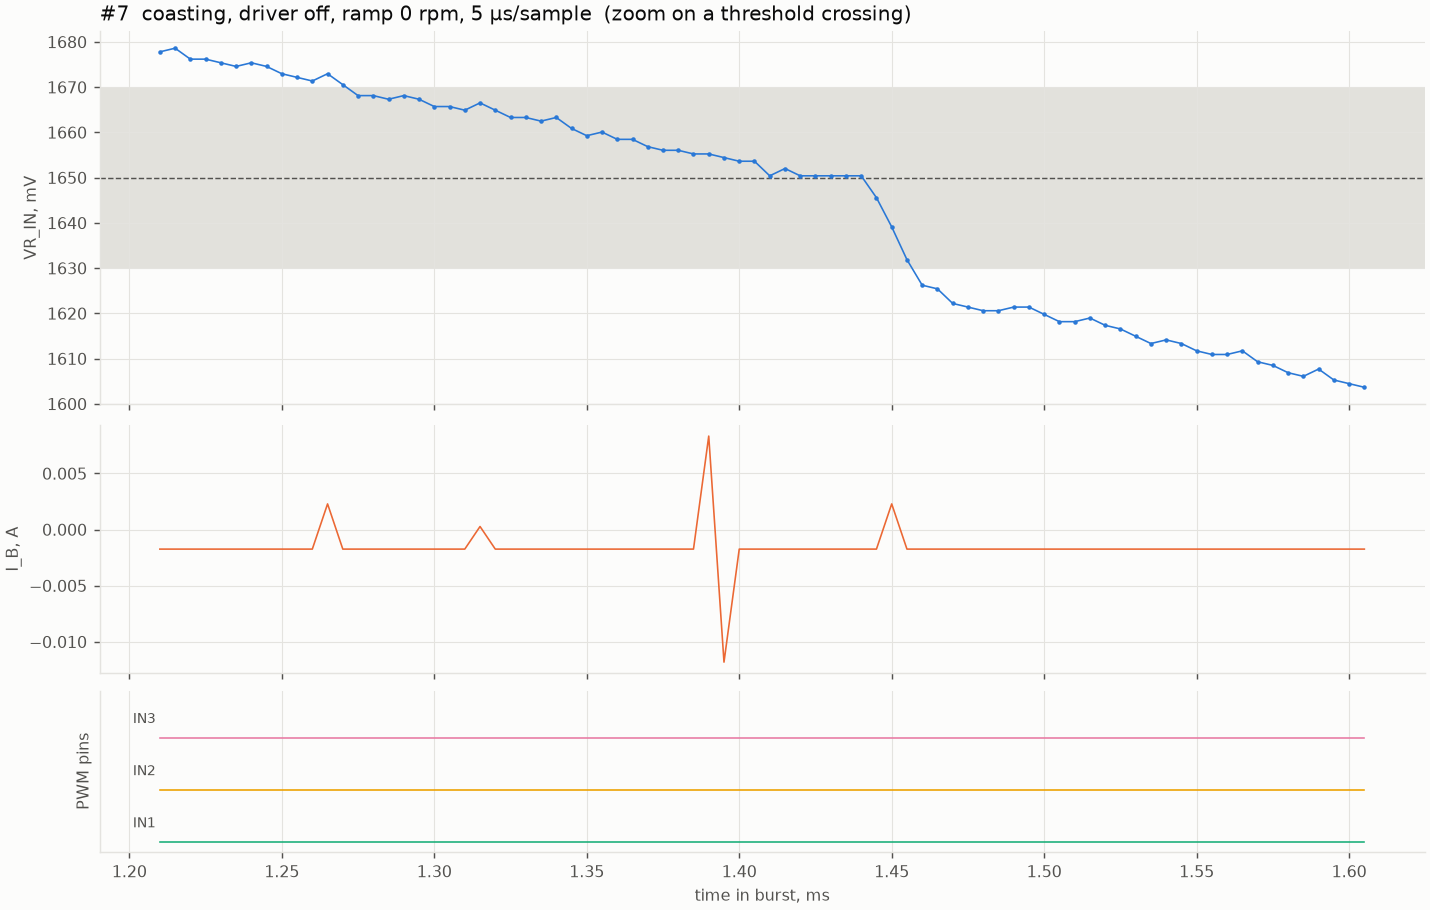 #7  coasting, driver off, ramp 0 rpm, 5 µs/sample  (zoom on a threshold crossing)
VR_IN, mV
1680
1670
1660
1650
1640
1630
1620
1610
1600
I_B, A
0.005
0.000
−0.005
−0.010
PWM pins
IN3
IN2
IN1
1.20 1.25 1.30 1.35 1.40 1.45 1.50 1.55 1.60
time in burst, ms